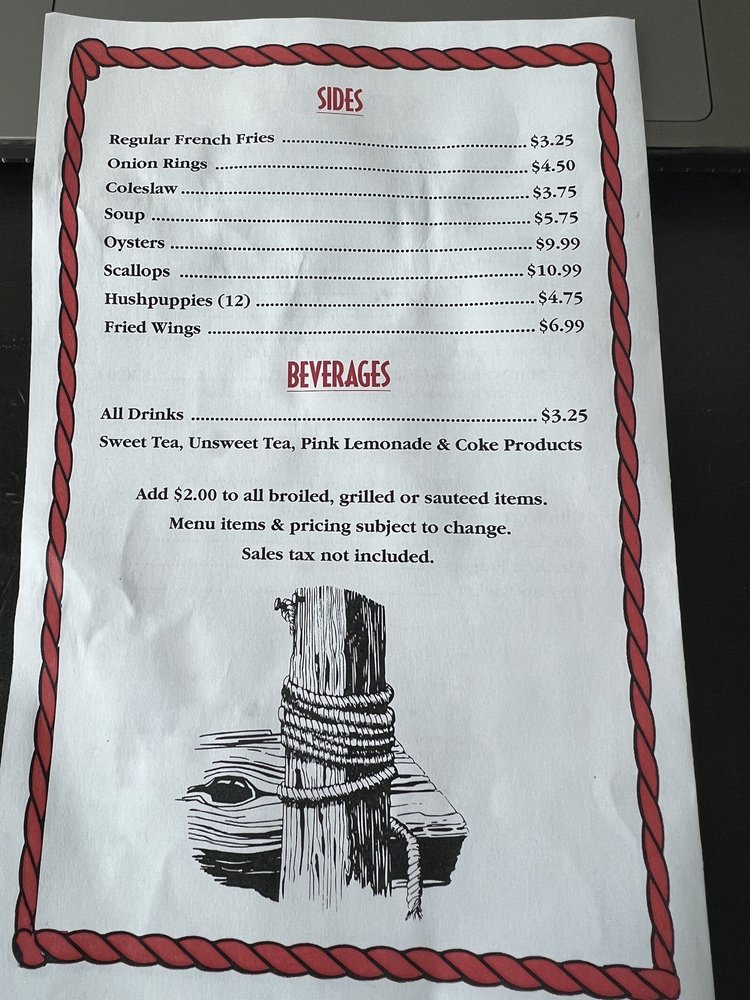 SIDES
Regular French Fries ........ $3.25
Onion Rings ........ $4.50
Coleslaw ........ $3.75
Soup ........ $5.75
Oysters ........ $9.99
Scallops ........ $10.99
Hushpuppies (12) ........ $4.75
Fried Wings ........ $6.99
BEVERAGES
All Drinks ........ $3.25
Sweet Tea, Unsweet Tea, Pink Lemonade & Coke Products
Add $2.00 to all broiled, grilled or sauteed items.
Menu items & pricing subject to change.
Sales tax not included.